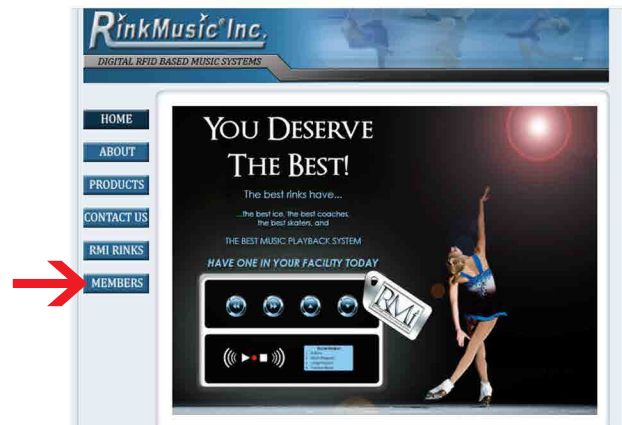 RinkMusic®Inc.
DIGITAL RFID BASED MUSIC SYSTEMS
HOME
ABOUT
PRODUCTS
CONTACT US
RMI RINKS
MEMBERS
YOU DESERVE
THE BEST!
The best rinks have...
...the best ice, the best coaches,
the best skaters, and
THE BEST MUSIC PLAYBACK SYSTEM
HAVE ONE IN YOUR FACILITY TODAY
RMi